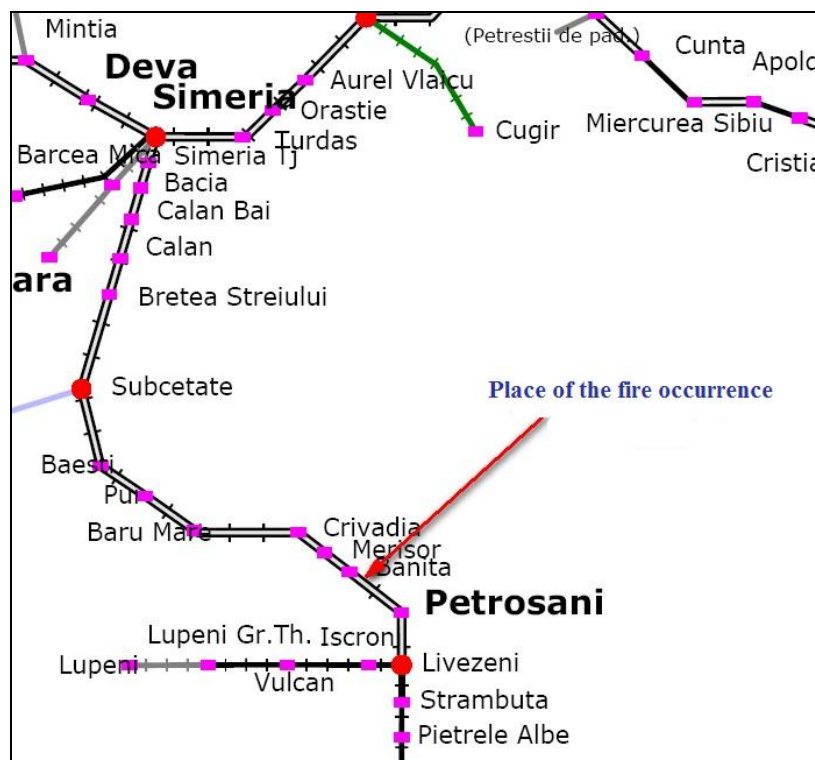 Mintia
(Petrestii de pad.)
Cunta
Deva
Apolo
Simeria
Aurel Vlaicu
Orastie
Miercurea Sibiu
Turdas
Cugir
Barcea Mica
Simeria Tj
Cristia
Bacia
Calan Bai
Calan
ara
Bretea Streiului
Subcetate
Place of the fire occurrence
Baesti
Pui
Baru Mare
Crivadia
Merisor
Banita
Petrosani
Lupeni Gr.Th.
Iscroni
Lupeni
Livezeni
Vulcan
Strambuta
Pietrele Albe